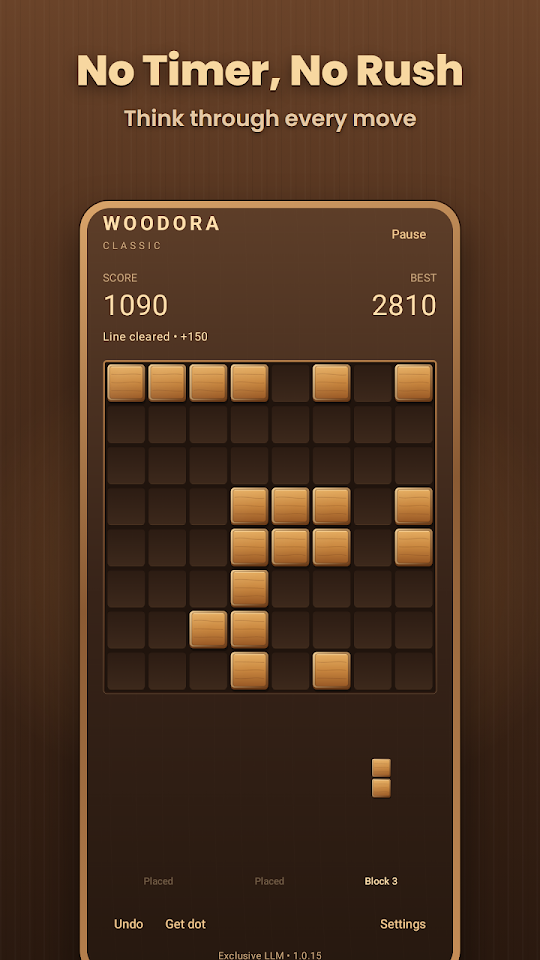 No Timer, No Rush
Think through every move
WOODORA
CLASSIC
Pause
SCORE
BEST
1090
2810
Line cleared • +150
Placed
Placed
Block 3
Undo
Get dot
Settings
Exclusive LLM • 1.0.15